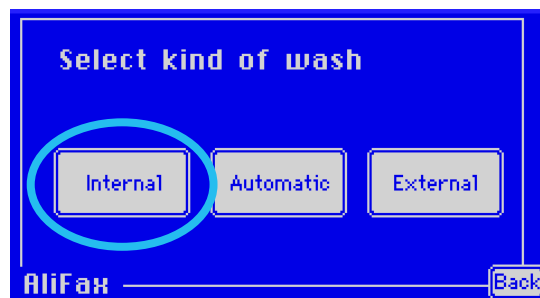 Select kind of wash
Internal Automatic External
AliFax Back